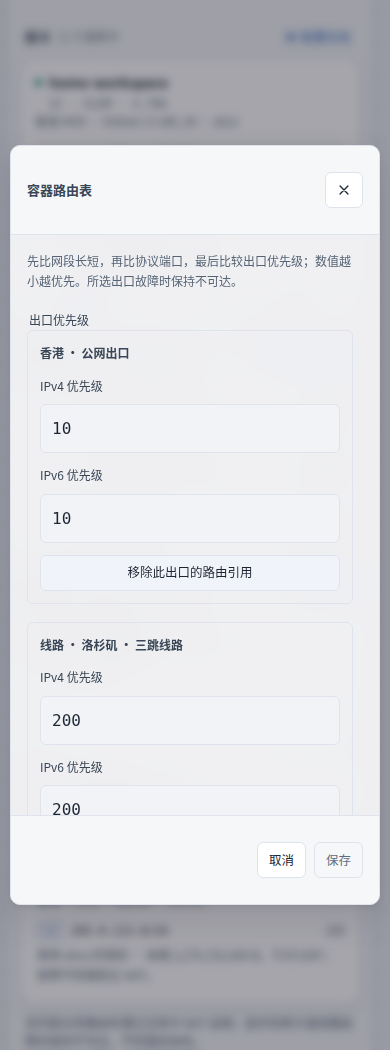 容器路由表
先比网段长短，再比协议端口，最后比较出口优先级；数值越
小越优先。所选出口故障时保持不可达。
出口优先级
香港 · 公网出口
IPv4 优先级
10
IPv6 优先级
10
移除此出口的路由引用
线路 · 洛杉矶 · 三跳线路
IPv4 优先级
200
IPv6 优先级
200
取消
保存